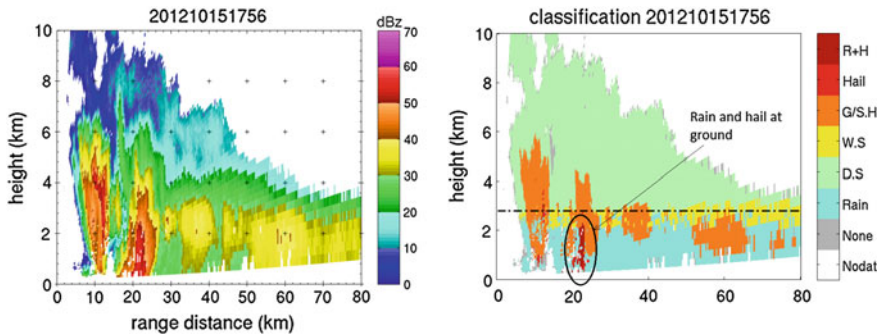 201210151756
dBz
height (km)
10
8
6
4
2
0
0 10 20 30 40 50 60 70 80
range distance (km)
70
60
50
40
30
20
10
0
classification 201210151756
height (km)
10
8
6
4
2
0
0 20 40 60 80
Rain and hail at
ground
R+H
Hail
G/S.H
W.S
D.S
Rain
None
Nodat